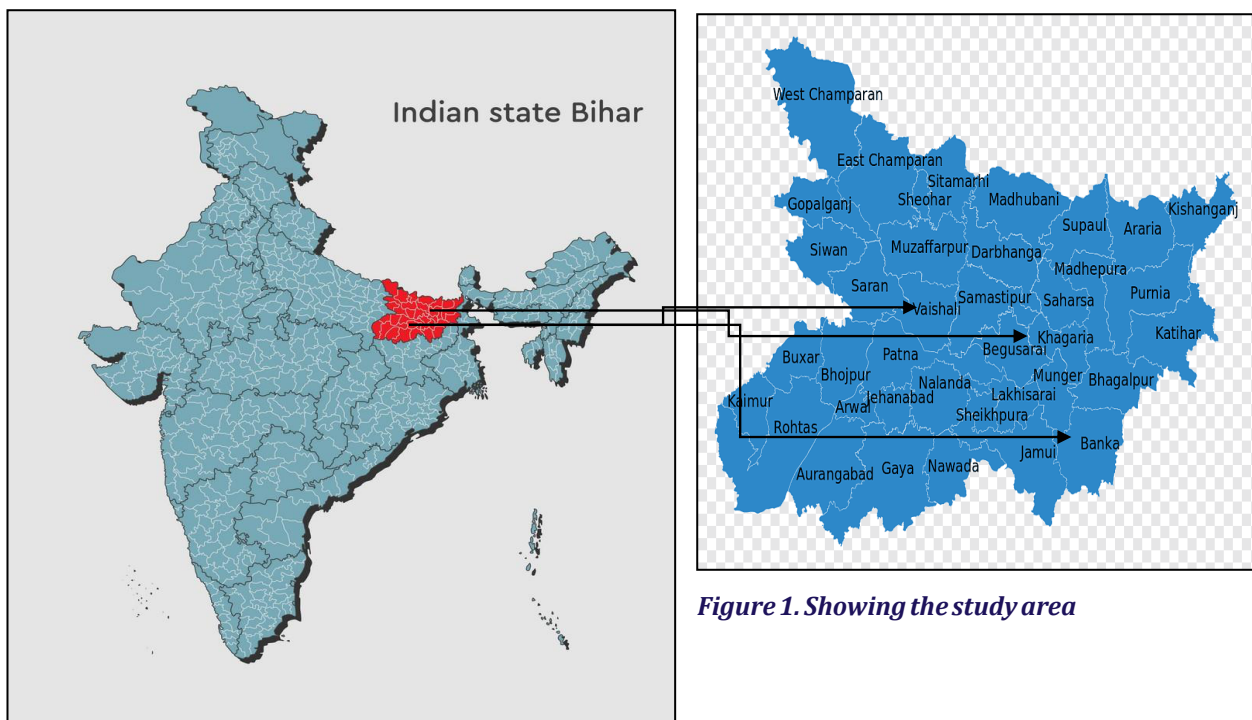 Indian state Bihar
West Champaran
East Champaran
Sitamarhi
Gopalganj
Sheohar
Madhubani
Kishanganj
Supaul
Araria
Siwan
Muzaffarpur
Darbhanga
Madhepura
Saran
Vaishali
Samastipur
Saharsa
Purnia
Khagaria
Katihar
Buxar
Patna
Begusarai
Bhojpur
Nalanda
Munger
Bhagalpur
Kaimur
Arwal
Jehanabad
Lakhisarai
Rohtas
Sheikhpura
Jamui
Banka
Aurangabad
Gaya
Nawada
Figure 1. Showing the study area